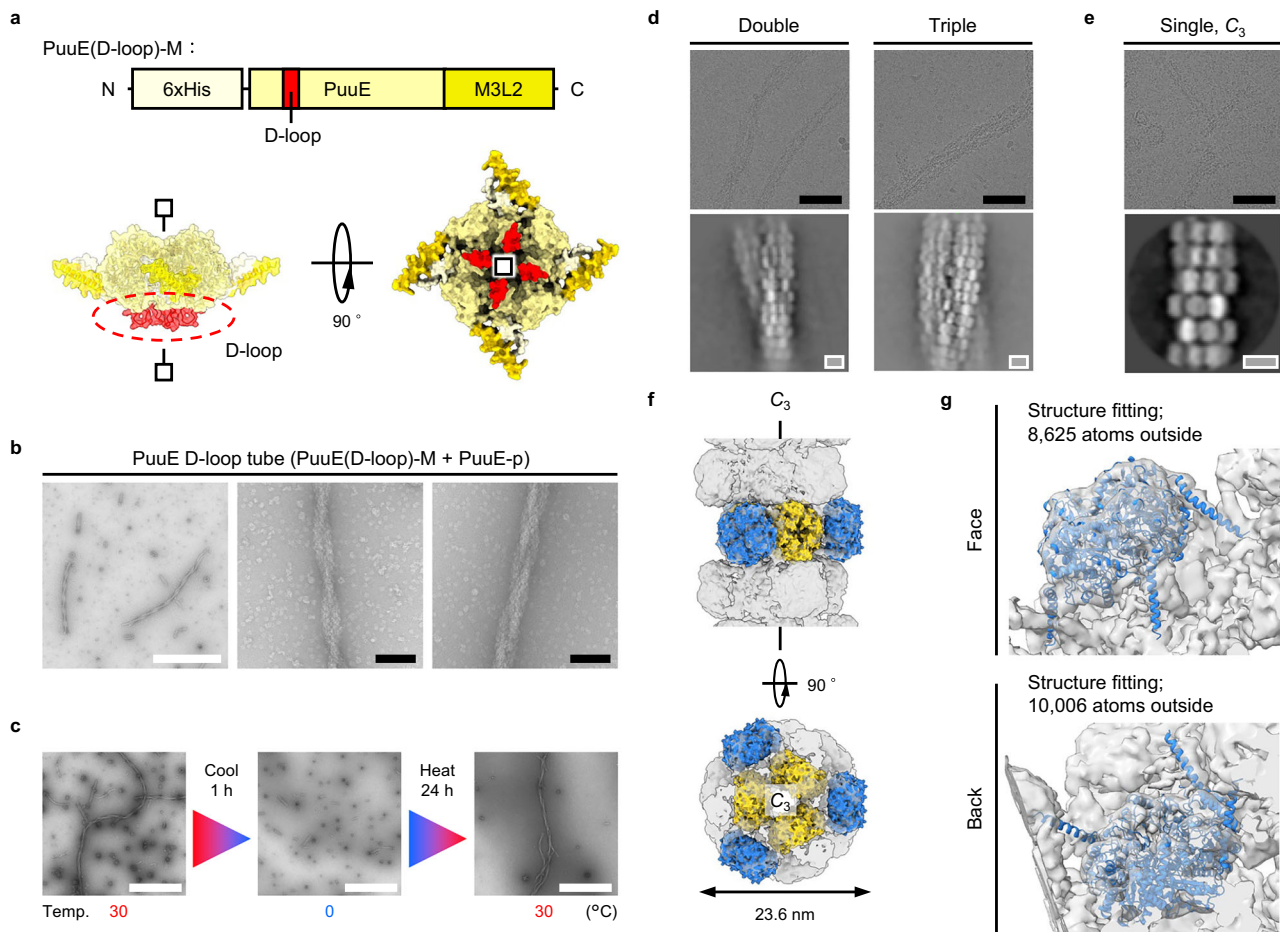 a
PuuE(D-loop)-M :
N
6xHis
PuuE
M3L2
C
D-loop
D-loop
90 °
b
PuuE D-loop tube (PuuE(D-loop)-M + PuuE-p)
c
Cool
1 h
Heat
24 h
Temp.
30
0
30
(ºC)
d
Double
Triple
e
Single, C3
f
C3
90 °
C3
23.6 nm
g
Face
Structure fitting;
8,625 atoms outside
Back
Structure fitting;
10,006 atoms outside